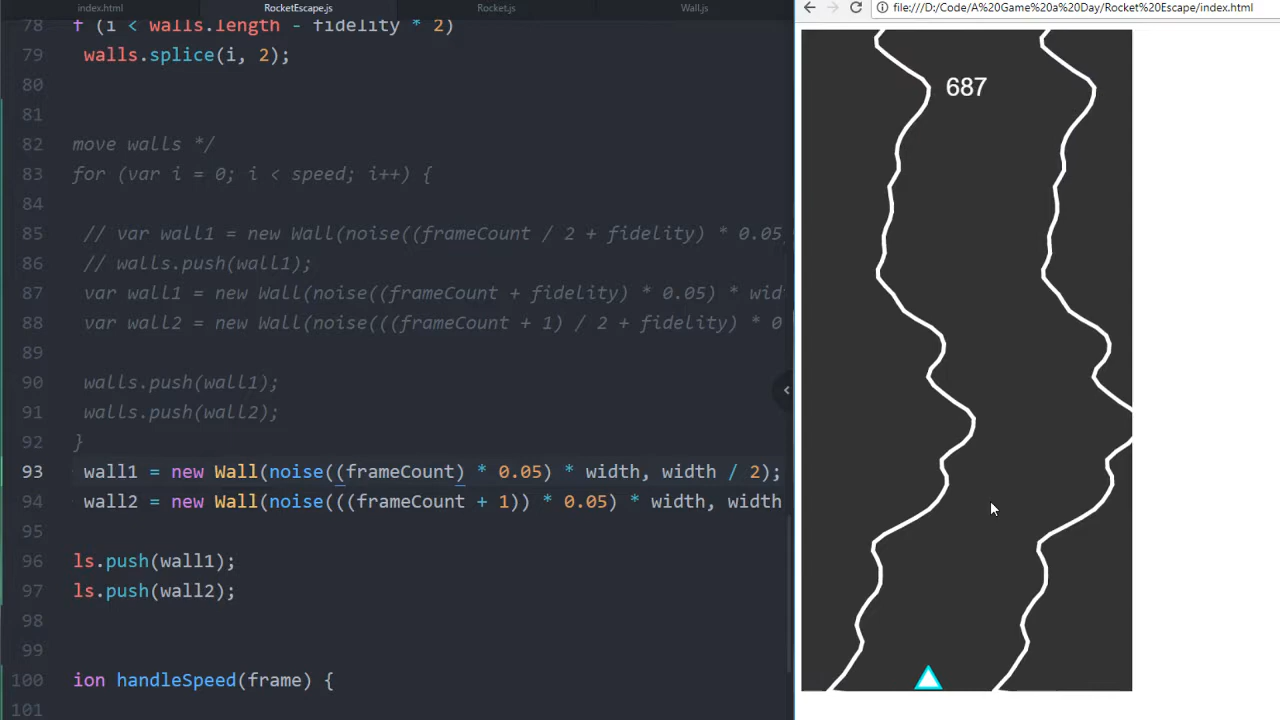 index.html
RocketEscape.js
Rocket.js
Wall.js
file:///D:/Code/A%20Game%20a%20Day/Rocket%20Escape/index.html
78 f (i < walls.length - fidelity * 2)
79 walls.splice(i, 2);
80
81
82 move walls */
83 for (var i = 0; i < speed; i++) {
84
85 // var wall1 = new Wall(noise((frameCount / 2 + fidelity) * 0.05
86 // walls.push(wall1);
87 var wall1 = new Wall(noise((frameCount + fidelity) * 0.05) * widt
88 var wall2 = new Wall(noise(((frameCount + 1) / 2 + fidelity) * 0
89
90 walls.push(wall1);
91 walls.push(wall2);
92 }
93 wall1 = new Wall(noise((frameCount) * 0.05) * width, width / 2);
94 wall2 = new Wall(noise(((frameCount + 1)) * 0.05) * width, width
95
96 ls.push(wall1);
97 ls.push(wall2);
98
99
100 ion handleSpeed(frame) {
101
687